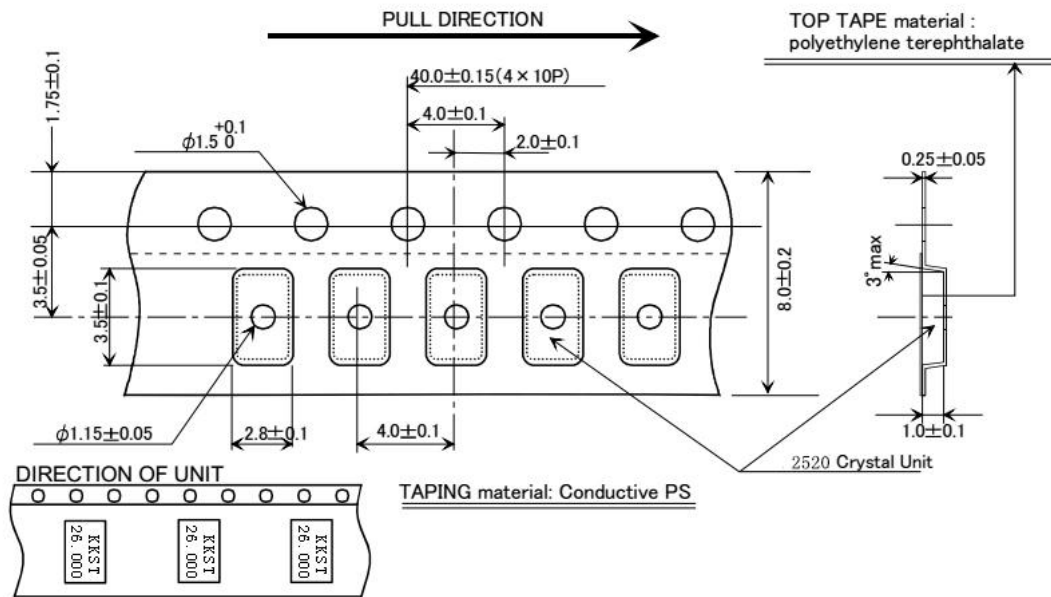 PULL DIRECTION
TOP TAPE material :
polyethylene terephthalate
1.75±0.1
40.0±0.15(4×10P)
+0.1
φ1.5 0
4.0±0.1
2.0±0.1
0.25±0.05
3.5±0.05
3.5±0.1
8.0±0.2
3°max
φ1.15±0.05
2.8±0.1
4.0±0.1
1.0±0.1
2520 Crystal Unit
DIRECTION OF UNIT
TAPING material: Conductive PS
KKST
26.000
KKST
26.000
KKST
26.000